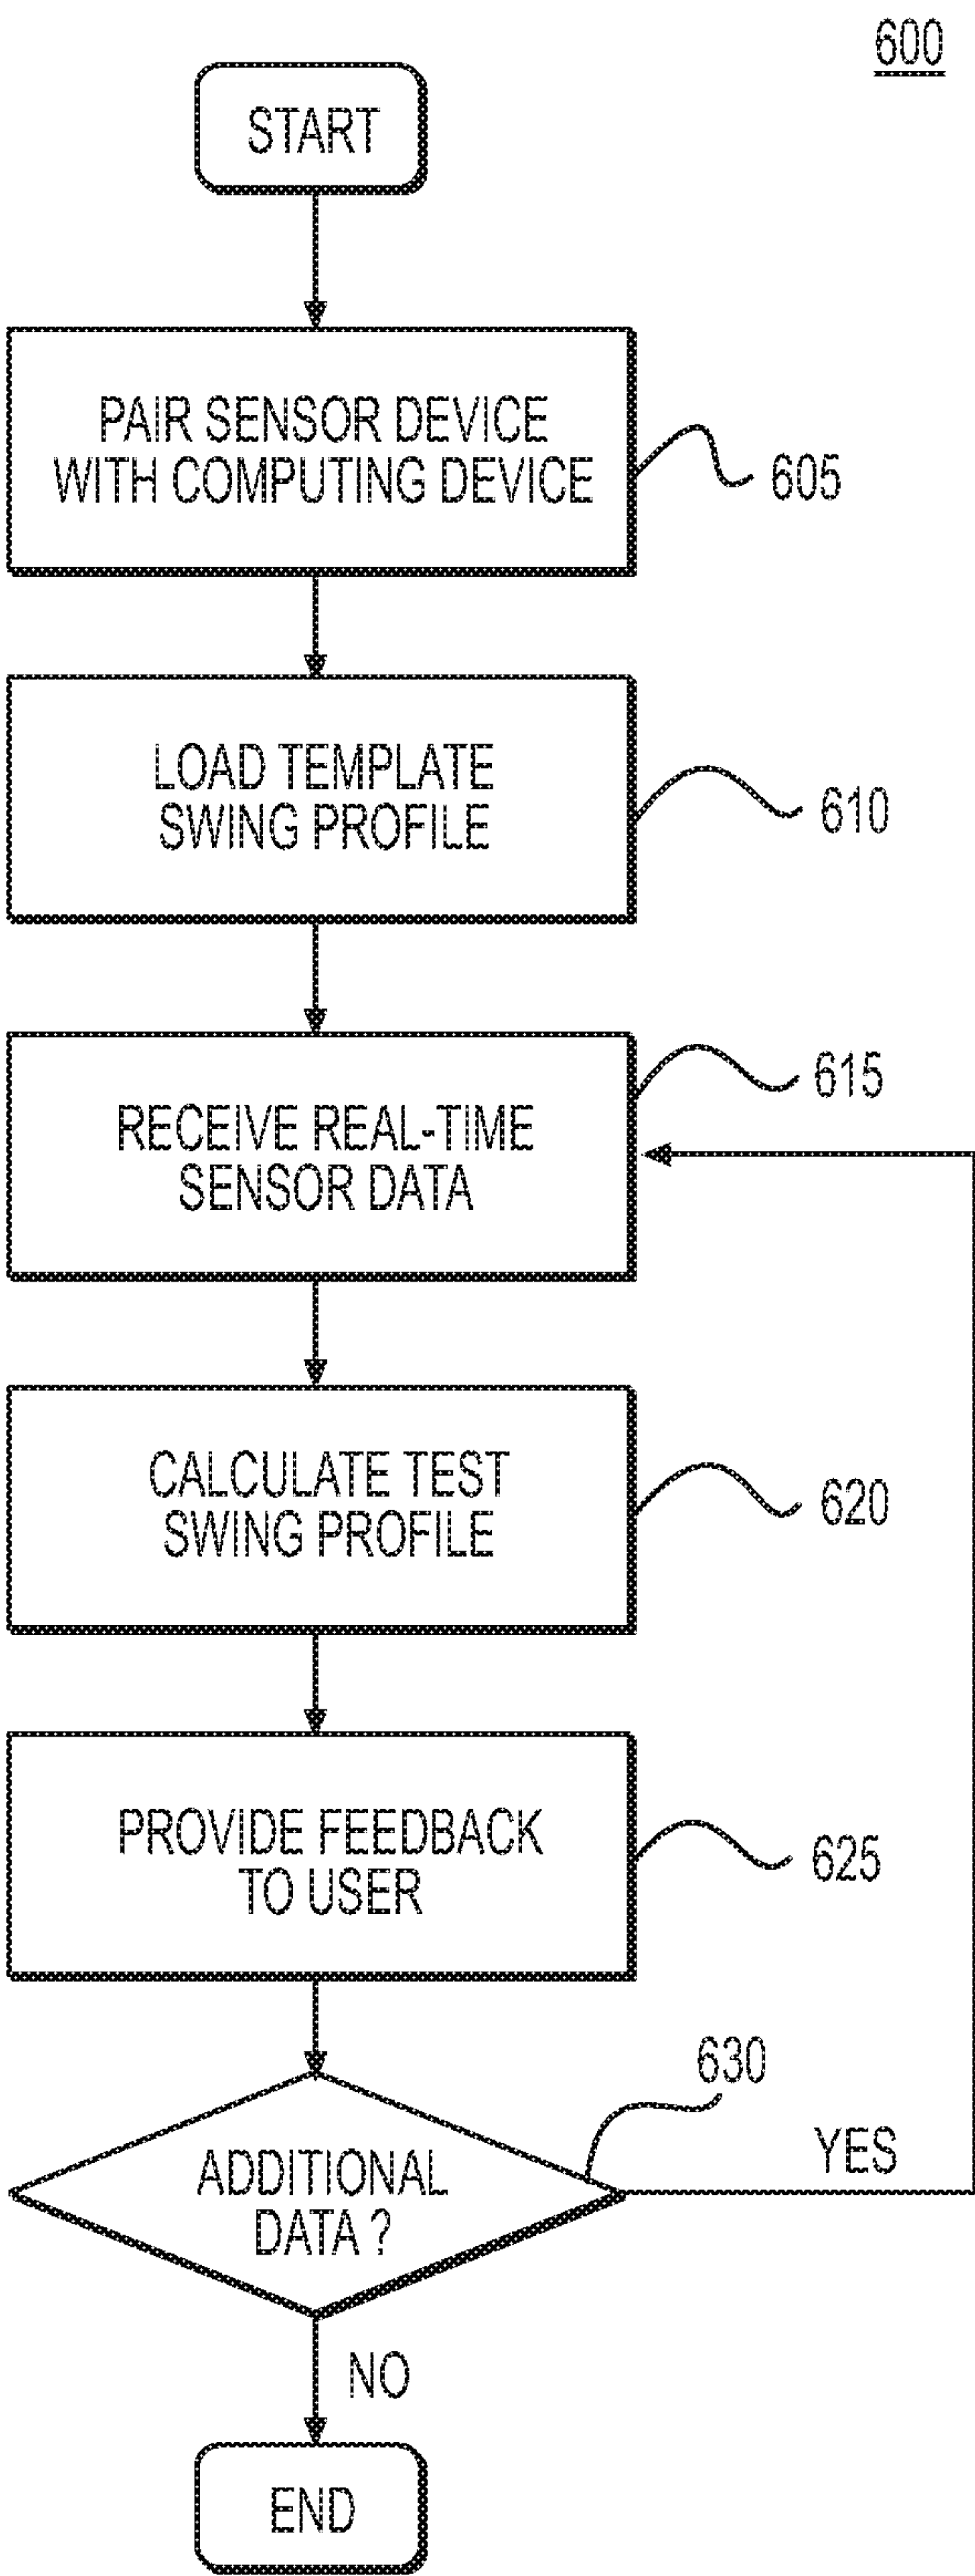 600
START
PAIR SENSOR DEVICE
WITH COMPUTING DEVICE
605
LOAD TEMPLATE
SWING PROFILE
610
RECEIVE REAL-TIME
SENSOR DATA
615
CALCULATE TEST
SWING PROFILE
620
PROVIDE FEEDBACK
TO USER
625
630
ADDITIONAL
DATA ?
YES
NO
END